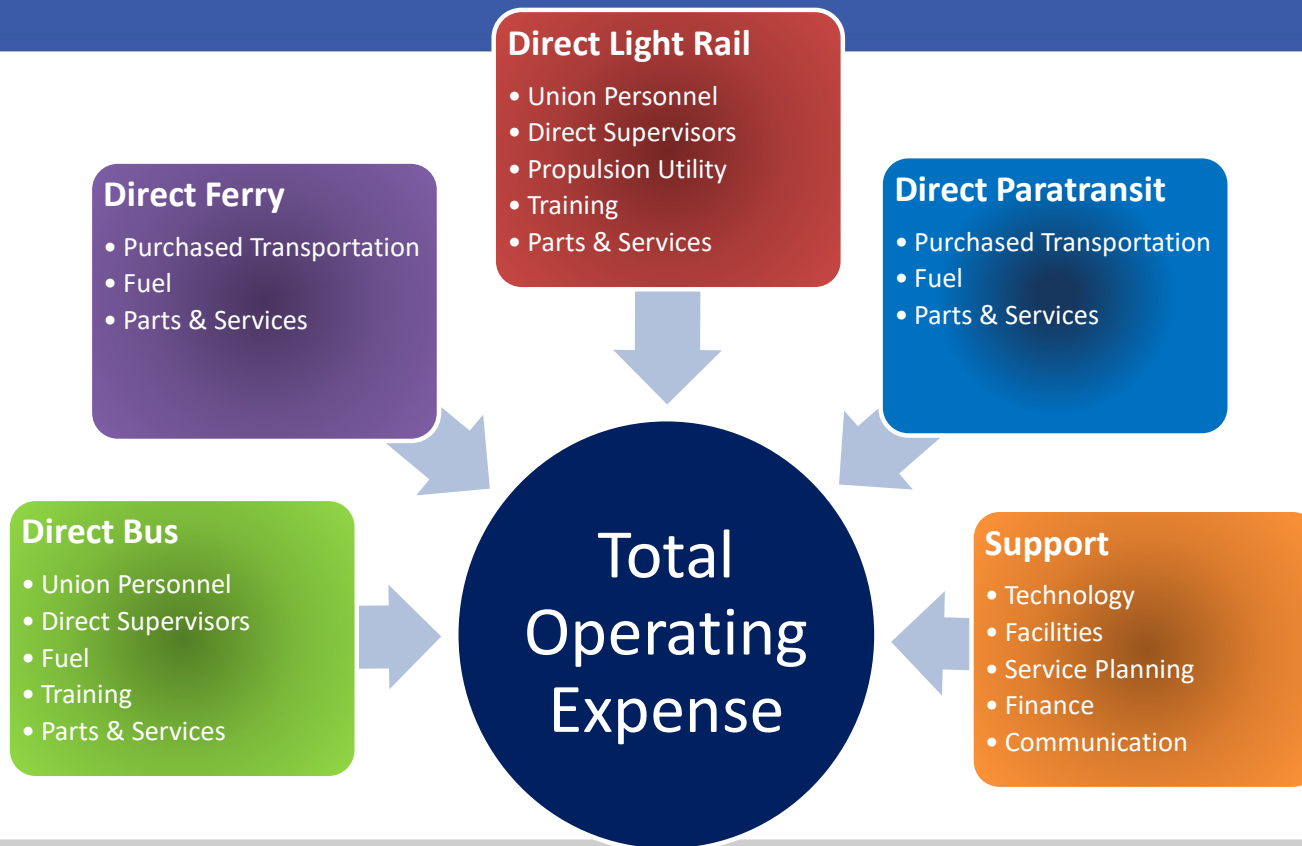 Direct Light Rail
• Union Personnel
• Direct Supervisors
• Propulsion Utility
• Training
• Parts & Services
Direct Ferry
• Purchased Transportation
• Fuel
• Parts & Services
Direct Paratransit
• Purchased Transportation
• Fuel
• Parts & Services
Direct Bus
• Union Personnel
• Direct Supervisors
• Fuel
• Training
• Parts & Services
Total
Operating
Expense
Support
• Technology
• Facilities
• Service Planning
• Finance
• Communication